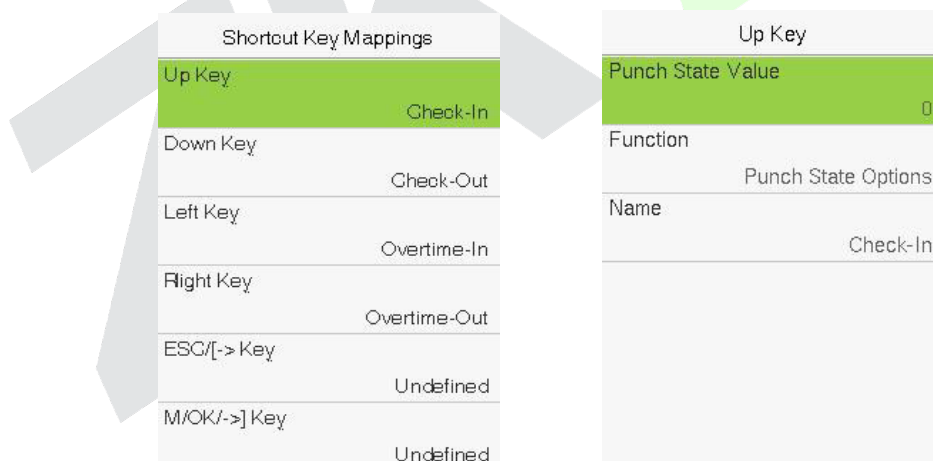 Shortcut Key Mappings
Up Key
Check-In
Down Key
Check-Out
Left Key
Overtime-In
Right Key
Overtime-Out
ESC/[-> Key
Undefined
M/OK/->] Key
Undefined
Up Key
Punch State Value
0
Function
Punch State Options
Name
Check-In